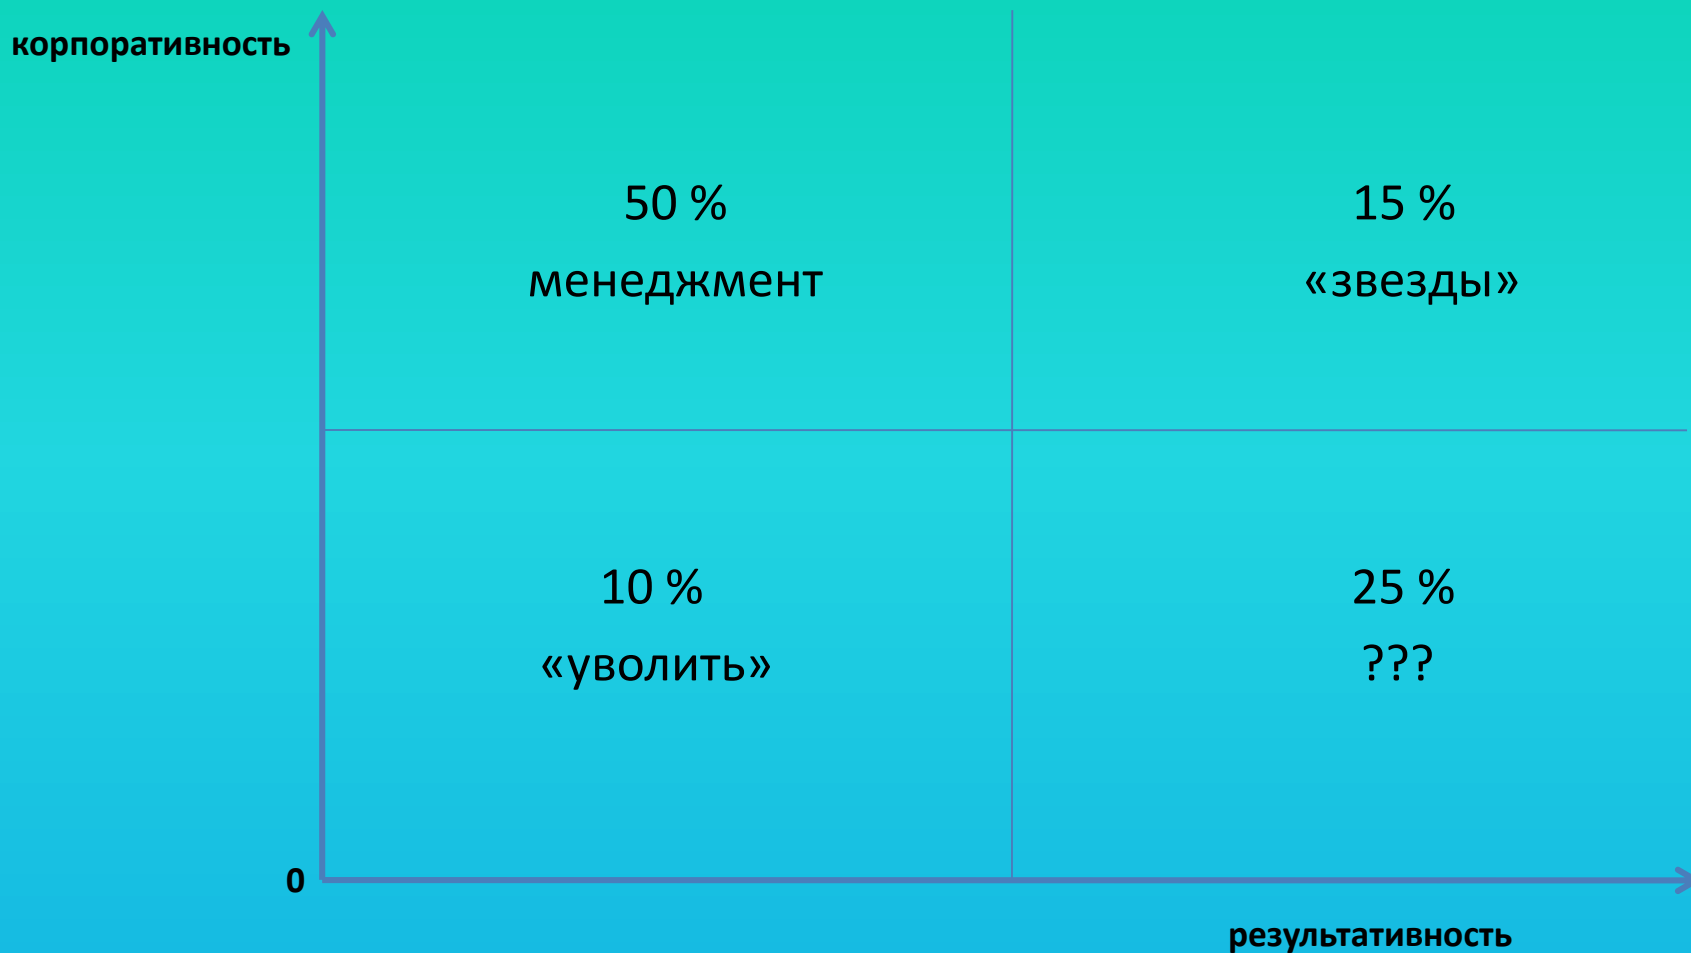 корпоративность
50 %
менеджмент
15 %
«звезды»
10 %
«уволить»
25 %
???
0
результативность